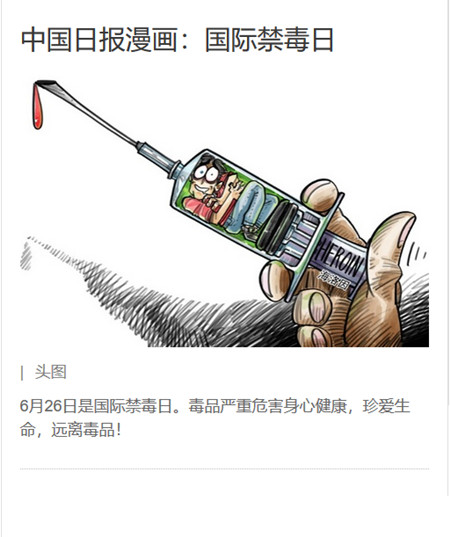 中国日报漫画：国际禁毒日
HEROIN
海洛因
| 头图
6月26日是国际禁毒日。毒品严重危害身心健康，珍爱生
命，远离毒品！